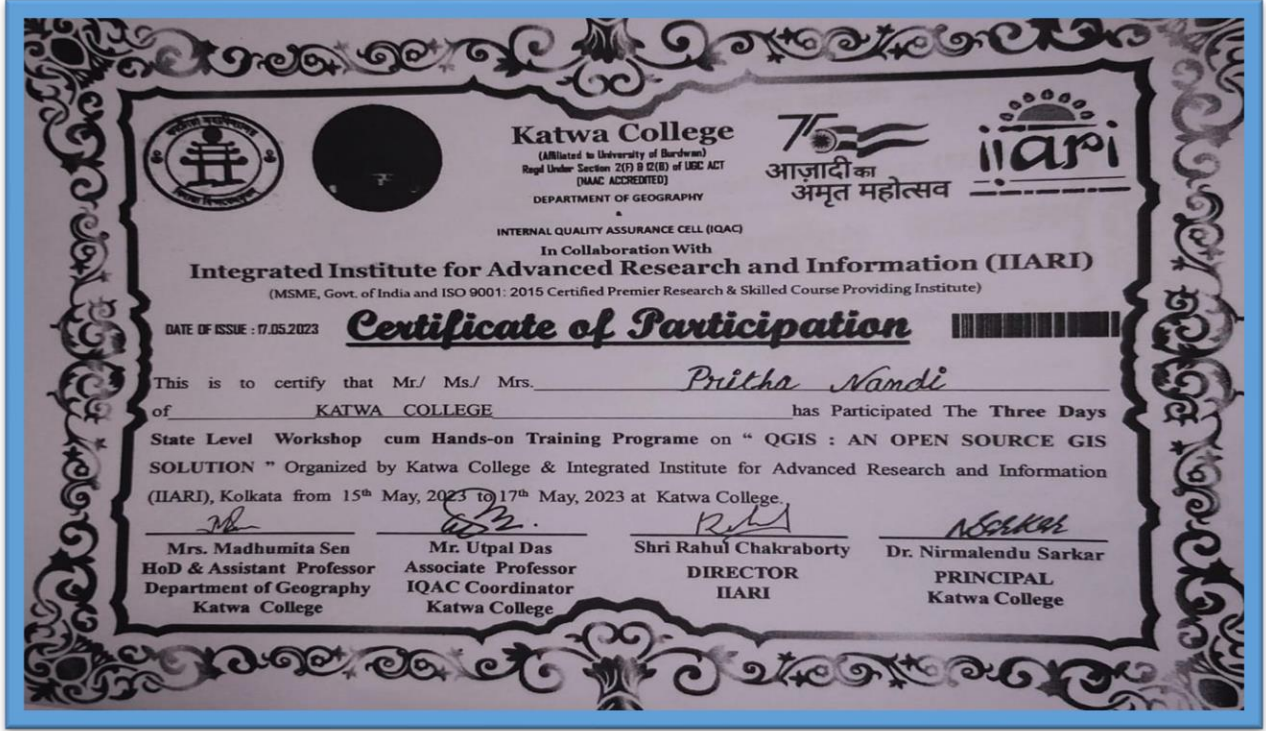 Katwa College
(Affiliated to University of Burdwan)
Regd Under Section 2(F) & 12(B) of UGC ACT
(NAAC ACCREDITED)
DEPARTMENT OF GEOGRAPHY
&
INTERNAL QUALITY ASSURANCE CELL (IQAC)
75
आज़ादी का
अमृत महोत्सव
iiari
In Collaboration With
Integrated Institute for Advanced Research and Information (IIARI)
(MSME, Govt. of India and ISO 9001: 2015 Certified Premier Research & Skilled Course Providing Institute)
DATE OF ISSUE : 17.05.2023 Certificate of Participation
This is to certify that Mr./ Ms./ Mrs. Pritha Nandi
of KATWA COLLEGE has Participated The Three Days
State Level Workshop cum Hands-on Training Programe on “ QGIS : AN OPEN SOURCE GIS
SOLUTION ” Organized by Katwa College & Integrated Institute for Advanced Research and Information
(IIARI), Kolkata from 15th May, 2023 to 17th May, 2023 at Katwa College.
NSarkar
Mrs. Madhumita Sen
HoD & Assistant Professor
Department of Geography
Katwa College
Mr. Utpal Das
Associate Professor
IQAC Coordinator
Katwa College
Shri Rahul Chakraborty
DIRECTOR
IIARI
Dr. Nirmalendu Sarkar
PRINCIPAL
Katwa College